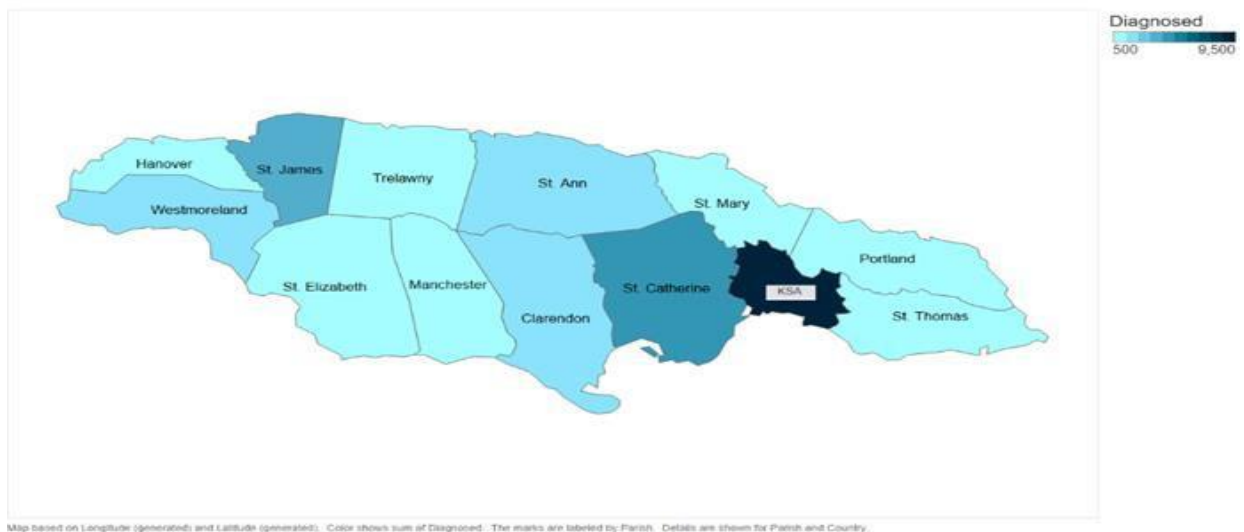 Diagnosed
500 9,500
Hanover
St. James
Trelawny
St. Ann
St. Mary
Westmoreland
Portland
St. Elizabeth
Manchester
St. Catherine
KSA
Clarendon
St. Thomas
Map based on Longitude (generated) and Latitude (generated). Color shows sum of Diagnosed. The marks are labeled by Parish. Details are shown for Parish and Country.